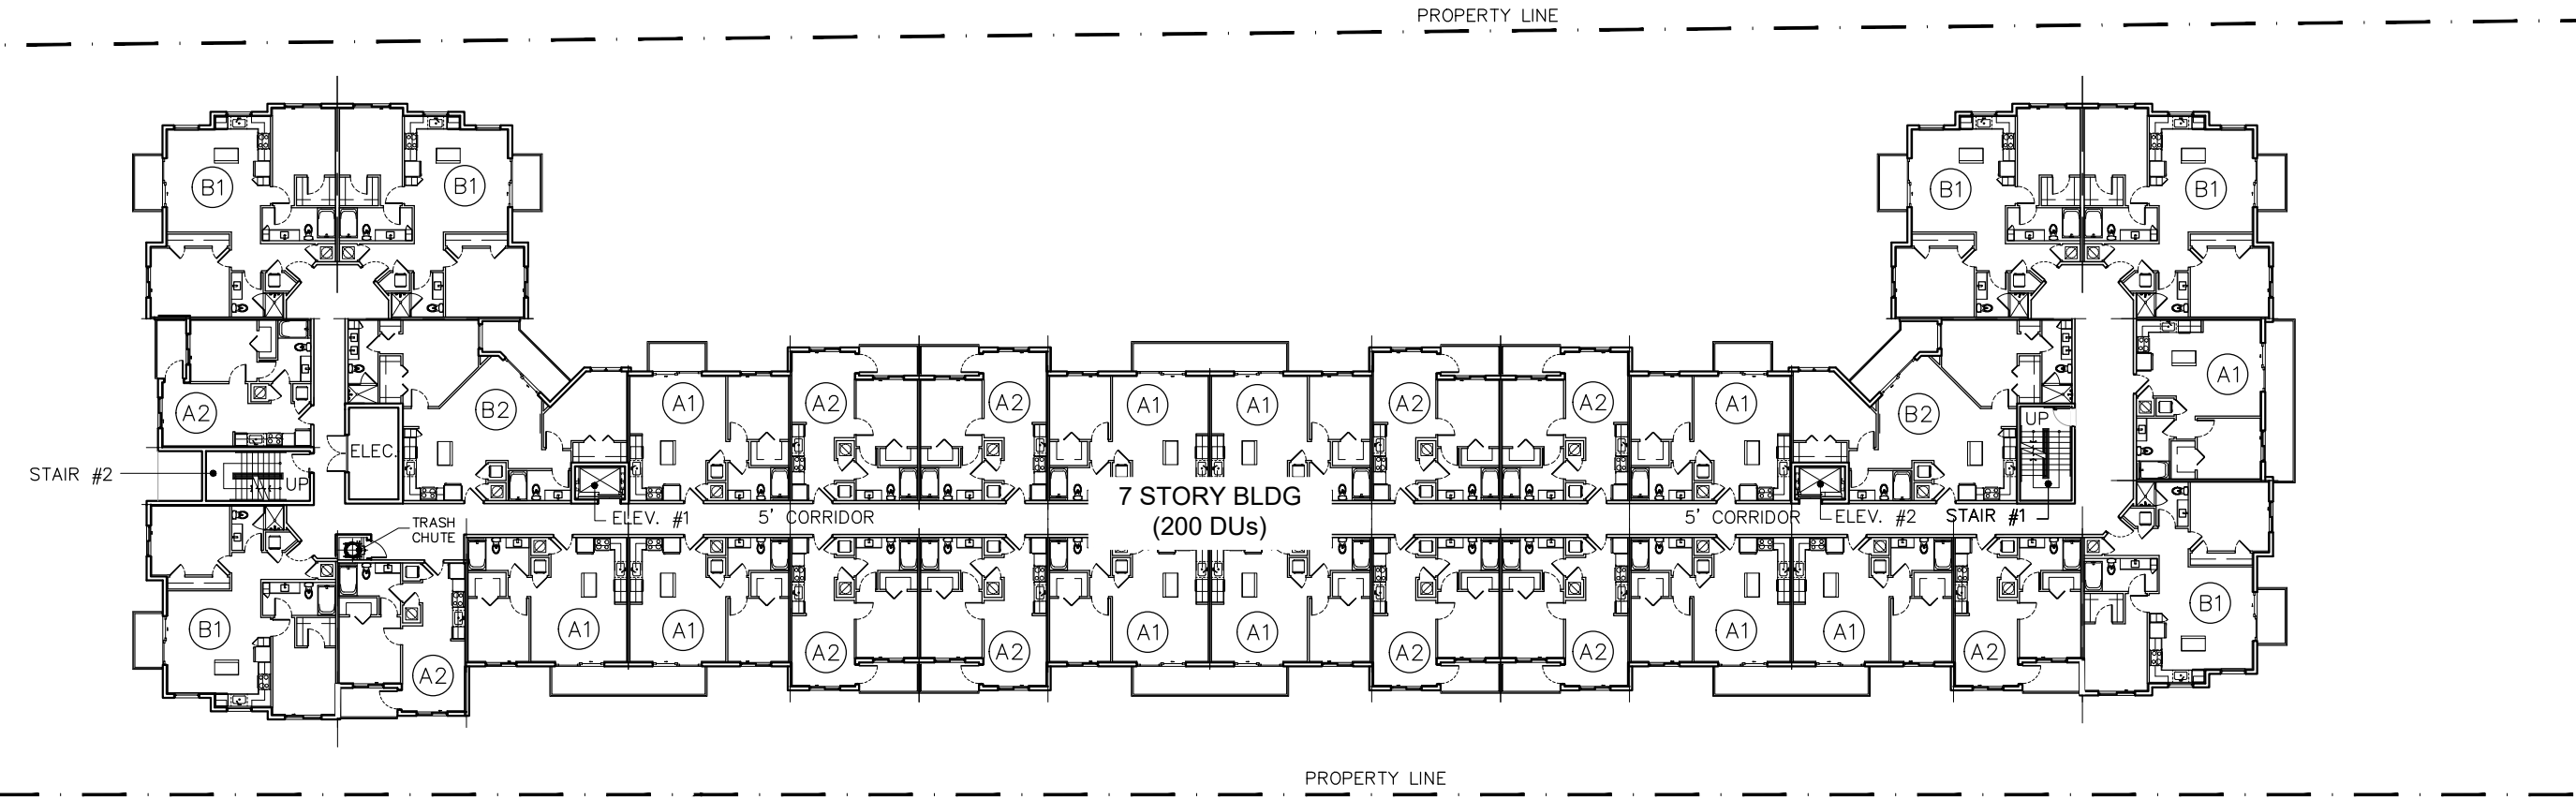 PROPERTY LINE
B1
B1
B1
B1
A2
B2
A1
A2
A2
A1
A1
A2
A2
A1
B2
UP
A1
ELEC.
STAIR #2
UP
7 STORY BLDG
(200 DUs)
TRASH
CHUTE
ELEV. #1
5' CORRIDOR
5' CORRIDOR
ELEV. #2
STAIR #1
B1
A2
A1
A1
A2
A2
A1
A1
A2
A2
A1
A1
A2
B1
PROPERTY LINE